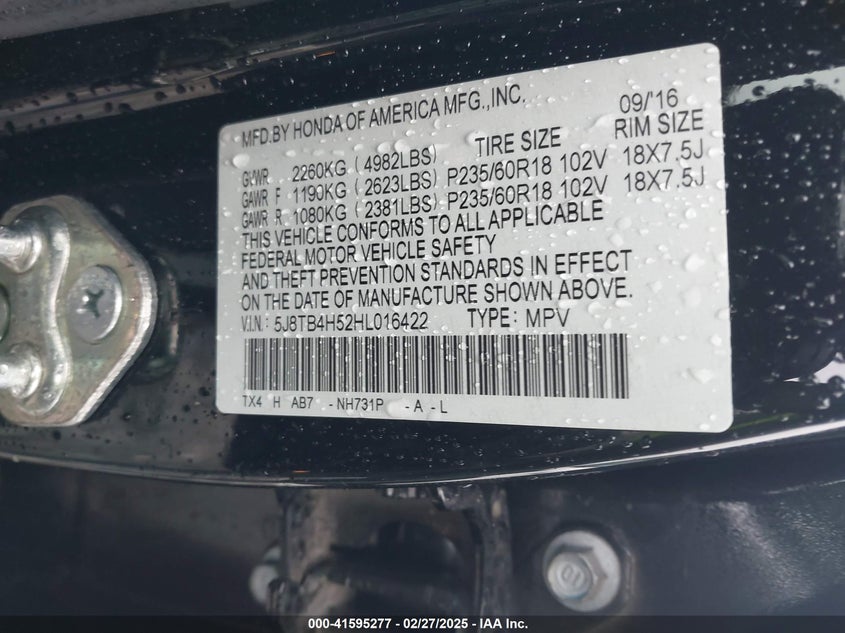 MFD.BY HONDA OF AMERICA MFG.,INC. 09/'16
TIRE SIZE RIM SIZE
GVWR 2260KG (4982LBS)
GAWR F 1190KG (2623LBS) P235/60R18 102V 18X7.5J
GAWR R 1080KG (2381LBS) P235/60R18 102V 18X7.5J
THIS VEHICLE CONFORMS TO ALL APPLICABLE
FEDERAL MOTOR VEHICLE SAFETY
AND THEFT PREVENTION STANDARDS IN EFFECT
ON THE DATE OF MANUFACTURE SHOWN ABOVE.
V.I.N.: 5J8TB4H52HL016422 TYPE: MPV
TX4 H AB7 - NH731P - A - L
000-41595277 - 02/27/2025 - IAA Inc.